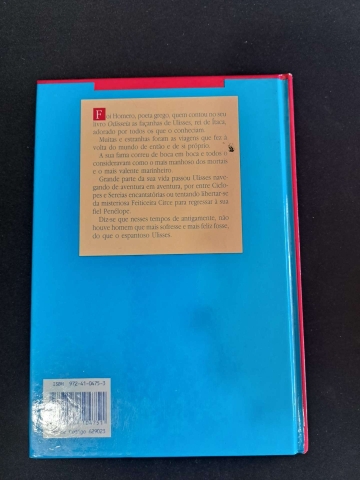 Foi Homero, poeta grego, quem contou no seu
livro Odisseia as façanhas de Ulisses, rei de Ítaca,
adorado por todos os que o conheciam.
Muitas e estranhas foram as viagens que fez à
volta do mundo de então e de si próprio.
A sua fama correu de boca em boca e todos o
consideravam como o mais manhoso dos mortais
e o mais valente marinheiro.
Grande parte da sua vida passou Ulisses nave-
gando de aventura em aventura, por entre Ciclo-
pes e Sereias encantatórias ou tentando libertar-se
da misteriosa Feiticeira Circe para regressar à sua
fiel Penélope.
Diz-se que nesses tempos de antigamente, não
houve homem que mais sofresse e mais feliz fosse,
do que o espantoso Ulisses.
ISBN: 972-41-0475-3